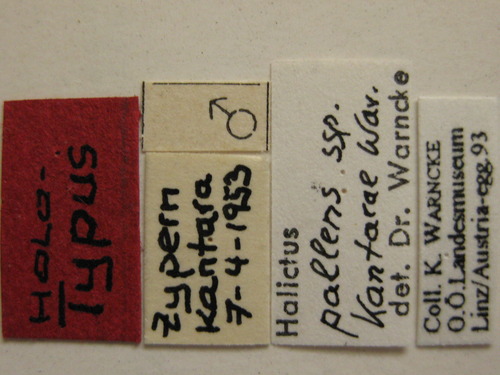 Holo-
Typus
♂
Zypern
Kantara
7-4-1953
Halictus
pallens ssp.
Kantarae War.
det. Dr. Warncke
Coll. K. WARNCKE
O.Ö.Landesmuseum
Linz/Austria-egg.93